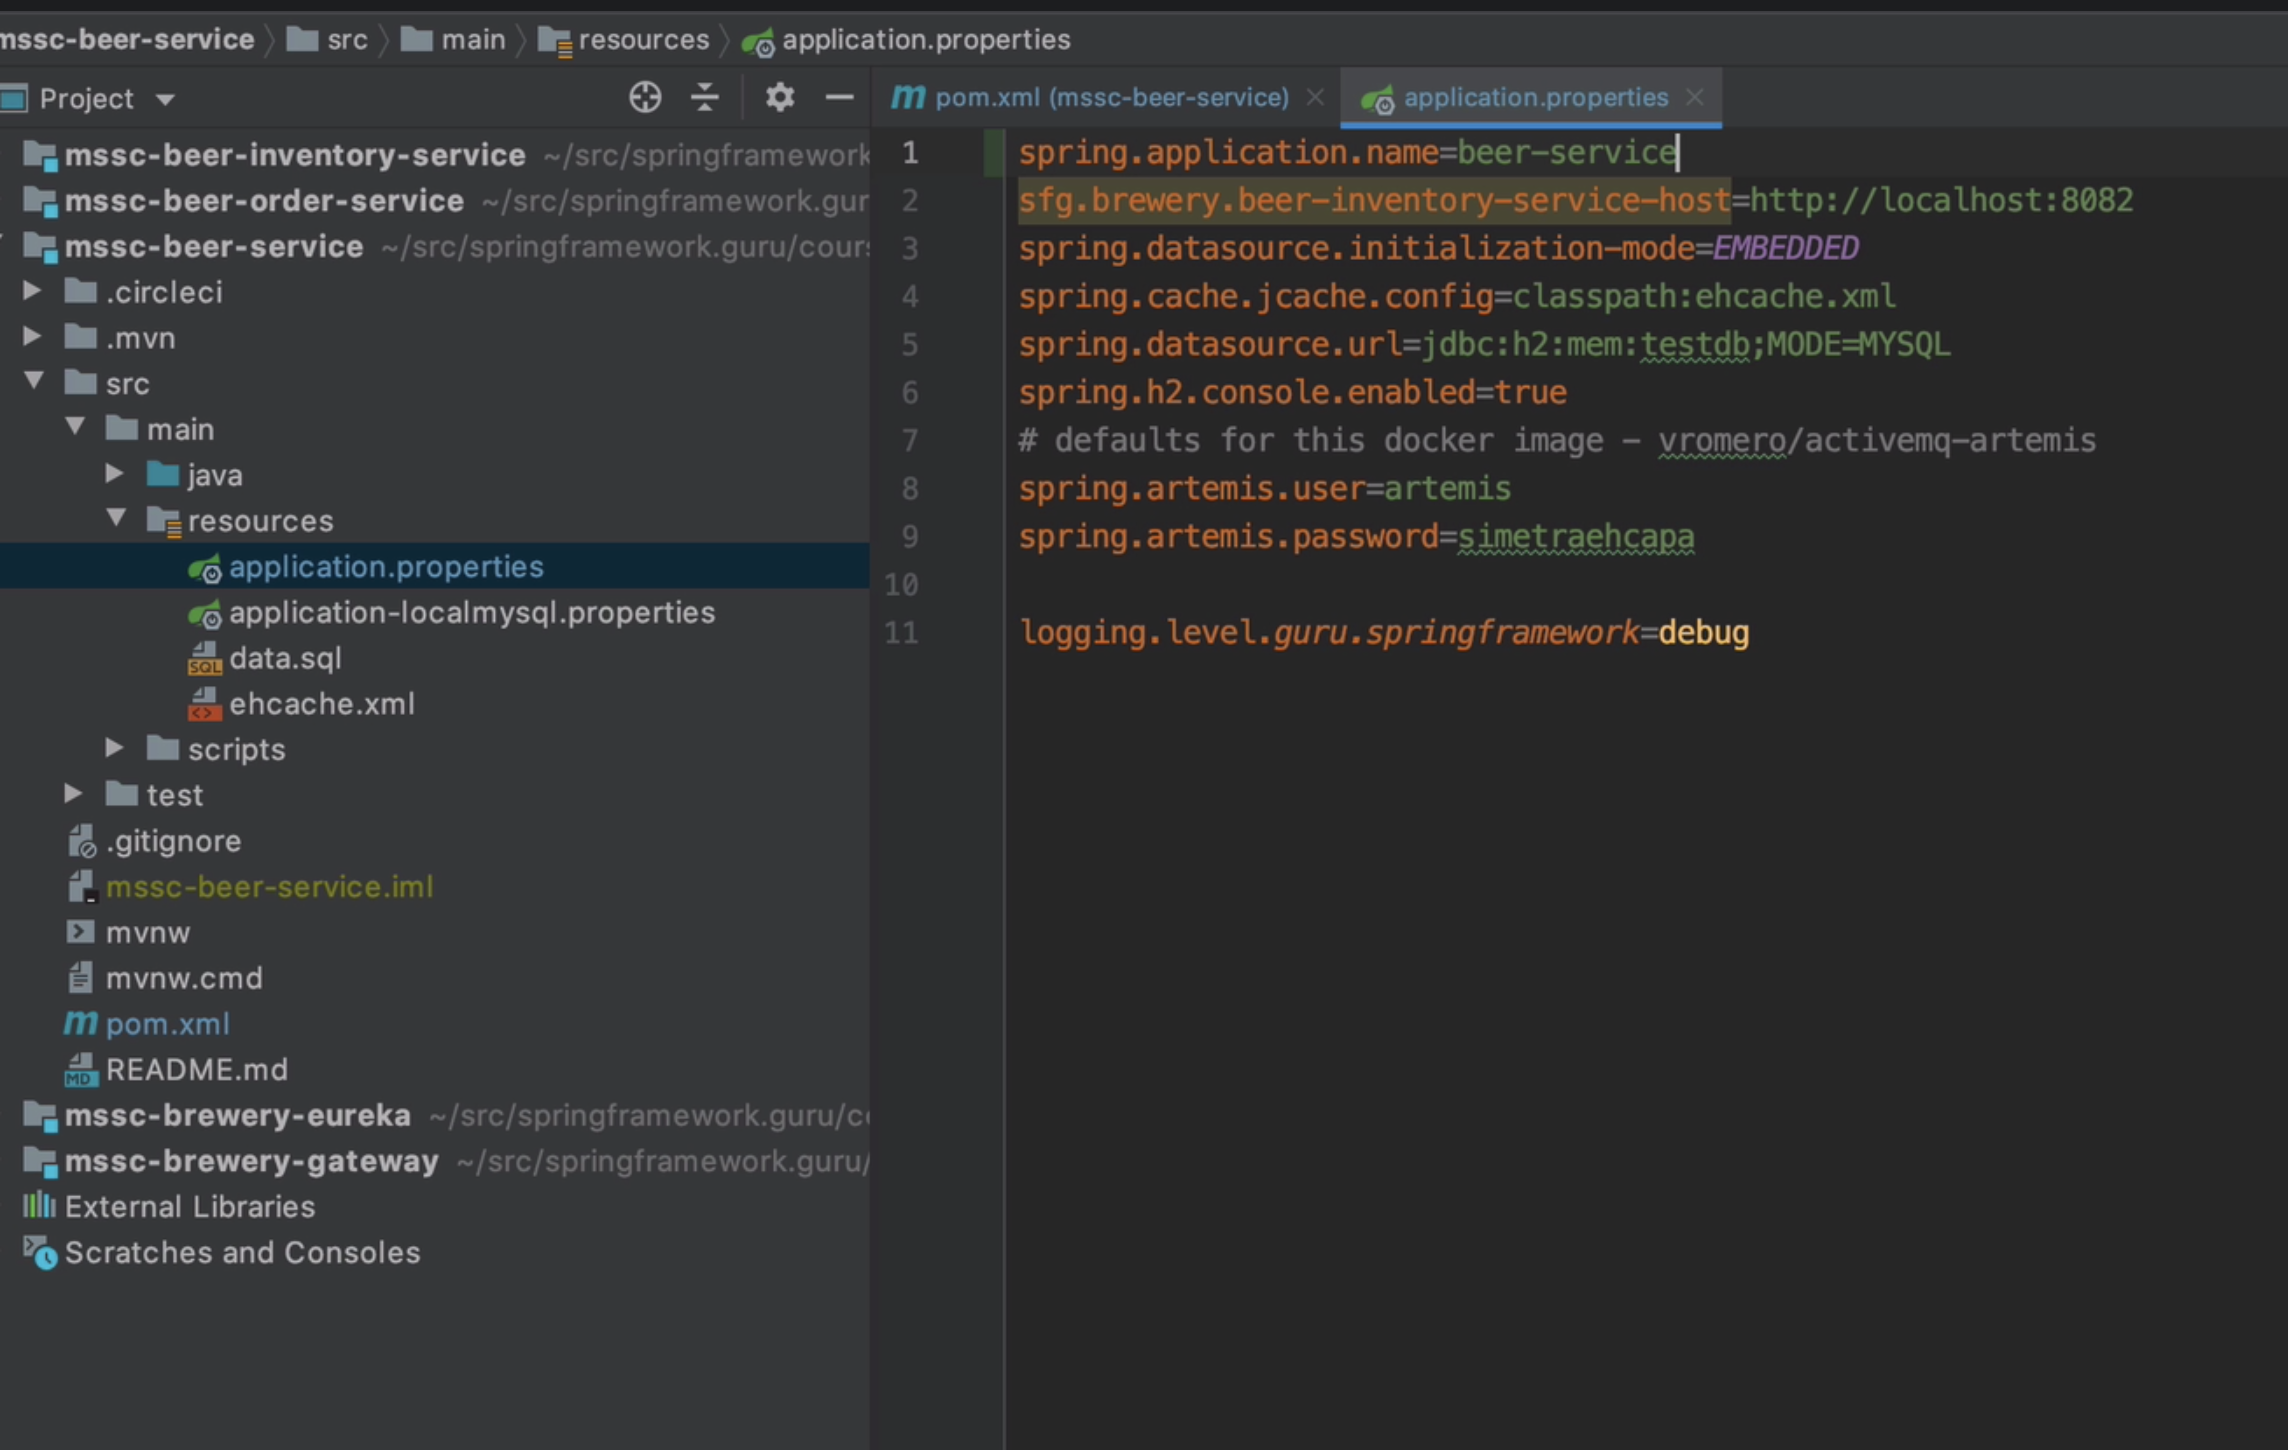 mssc-beer-service src main resources application.properties
Project
pom.xml (mssc-beer-service) application.properties
mssc-beer-inventory-service ~/src/springframework
mssc-beer-order-service ~/src/springframework.gur
mssc-beer-service ~/src/springframework.guru/cour
.circleci
.mvn
src
main
java
resources
application.properties
application-localmysql.properties
data.sql
ehcache.xml
scripts
test
.gitignore
mssc-beer-service.iml
mvnw
mvnw.cmd
pom.xml
README.md
mssc-brewery-eureka ~/src/springframework.guru/c
mssc-brewery-gateway ~/src/springframework.guru/
External Libraries
Scratches and Consoles
1 spring.application.name=beer-service
2 sfg.brewery.beer-inventory-service-host=http://localhost:8082
3 spring.datasource.initialization-mode=EMBEDDED
4 spring.cache.jcache.config=classpath:ehcache.xml
5 spring.datasource.url=jdbc:h2:mem:testdb;MODE=MYSQL
6 spring.h2.console.enabled=true
7 # defaults for this docker image - vromero/activemq-artemis
8 spring.artemis.user=artemis
9 spring.artemis.password=simetraehcapa
10
11 logging.level.guru.springframework=debug